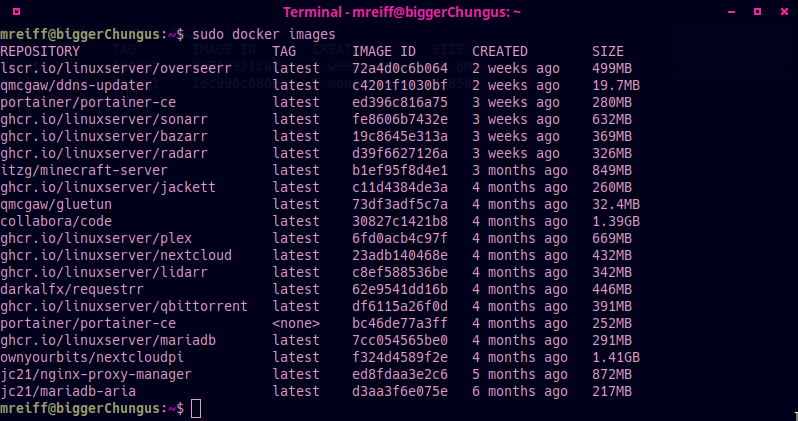 Terminal - mreiff@biggerChungus: ~
mreiff@biggerChungus:~$ sudo docker images
REPOSITORY TAG IMAGE ID CREATED SIZE
lscr.io/linuxserver/overseerr latest 72a4d0c6b064 2 weeks ago 499MB
qmcgaw/ddns-updater latest c4201f1030bf 2 weeks ago 19.7MB
portainer/portainer-ce latest ed396c816a75 3 weeks ago 280MB
ghcr.io/linuxserver/sonarr latest fe8606b7432e 3 weeks ago 632MB
ghcr.io/linuxserver/bazarr latest 19c8645e313a 3 weeks ago 369MB
ghcr.io/linuxserver/radarr latest d39f6627126a 3 weeks ago 326MB
itzg/minecraft-server latest b1ef95f8d4e1 3 months ago 849MB
ghcr.io/linuxserver/jackett latest c11d4384de3a 4 months ago 260MB
qmcgaw/gluetun latest 73df3adf5c7a 4 months ago 32.4MB
collabora/code latest 30827c1421b8 4 months ago 1.39GB
ghcr.io/linuxserver/plex latest 6fd0acb4c97f 4 months ago 669MB
ghcr.io/linuxserver/nextcloud latest 23adb140468e 4 months ago 432MB
ghcr.io/linuxserver/lidarr latest c8ef588536be 4 months ago 342MB
darkalfx/requestrr latest 62e9541dd16b 4 months ago 446MB
ghcr.io/linuxserver/qbittorrent latest df6115a26f0d 4 months ago 391MB
portainer/portainer-ce <none> bc46de77a3ff 4 months ago 252MB
ghcr.io/linuxserver/mariadb latest 7cc054565be0 4 months ago 291MB
ownyourbits/nextcloudpi latest f324d4589f2e 4 months ago 1.41GB
jc21/nginx-proxy-manager latest ed8fdaa3e2c6 5 months ago 872MB
jc21/mariadb-aria latest d3aa3f6e075e 6 months ago 217MB
mreiff@biggerChungus:~$